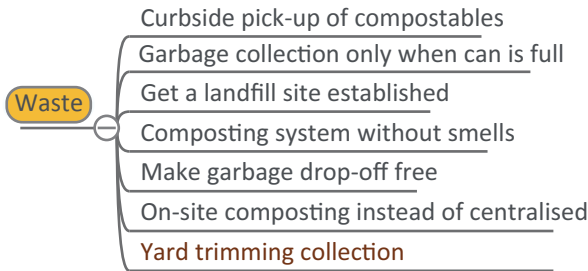 Curbside pick-up of compostables
Garbage collection only when can is full
Waste
Get a landfill site established
Composting system without smells
Make garbage drop-off free
On-site composting instead of centralised
Yard trimming collection